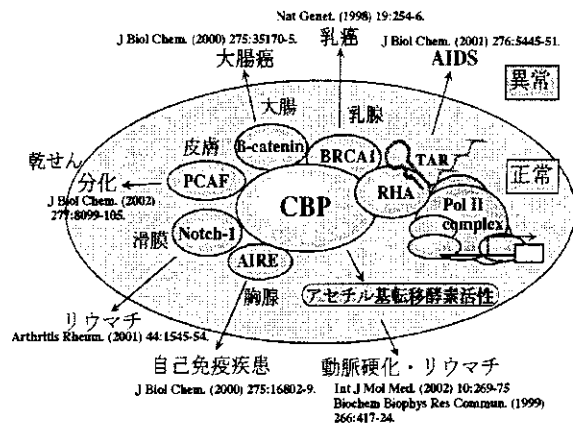 Nat Genet. (1998) 19:254-6.
J Biol Chem. (2000) 275:35170-5.
乳癌
J Biol Chem. (2001) 276:5445-51.
大腸癌
AIDS
異常
大腸
乳腺
乾せん
皮膚
β-catenin
BRCA1
TAR
正常
分化
PCAF
CBP
RHA
Pol II
complex
J Biol Chem. (2002)
277:8099-105.
滑膜
Notch-1
AIRE
胸腺
アセチル基転移酵素活性
リウマチ
Arthritis Rheum. (2001) 44:1545-54.
自己免疫疾患
動脈硬化・リウマチ
J Biol Chem. (2000) 275:16802-9.
Int J Mol Med. (2002) 10:269-75
Biochem Biophys Res Commun. (1999)
266:417-24.